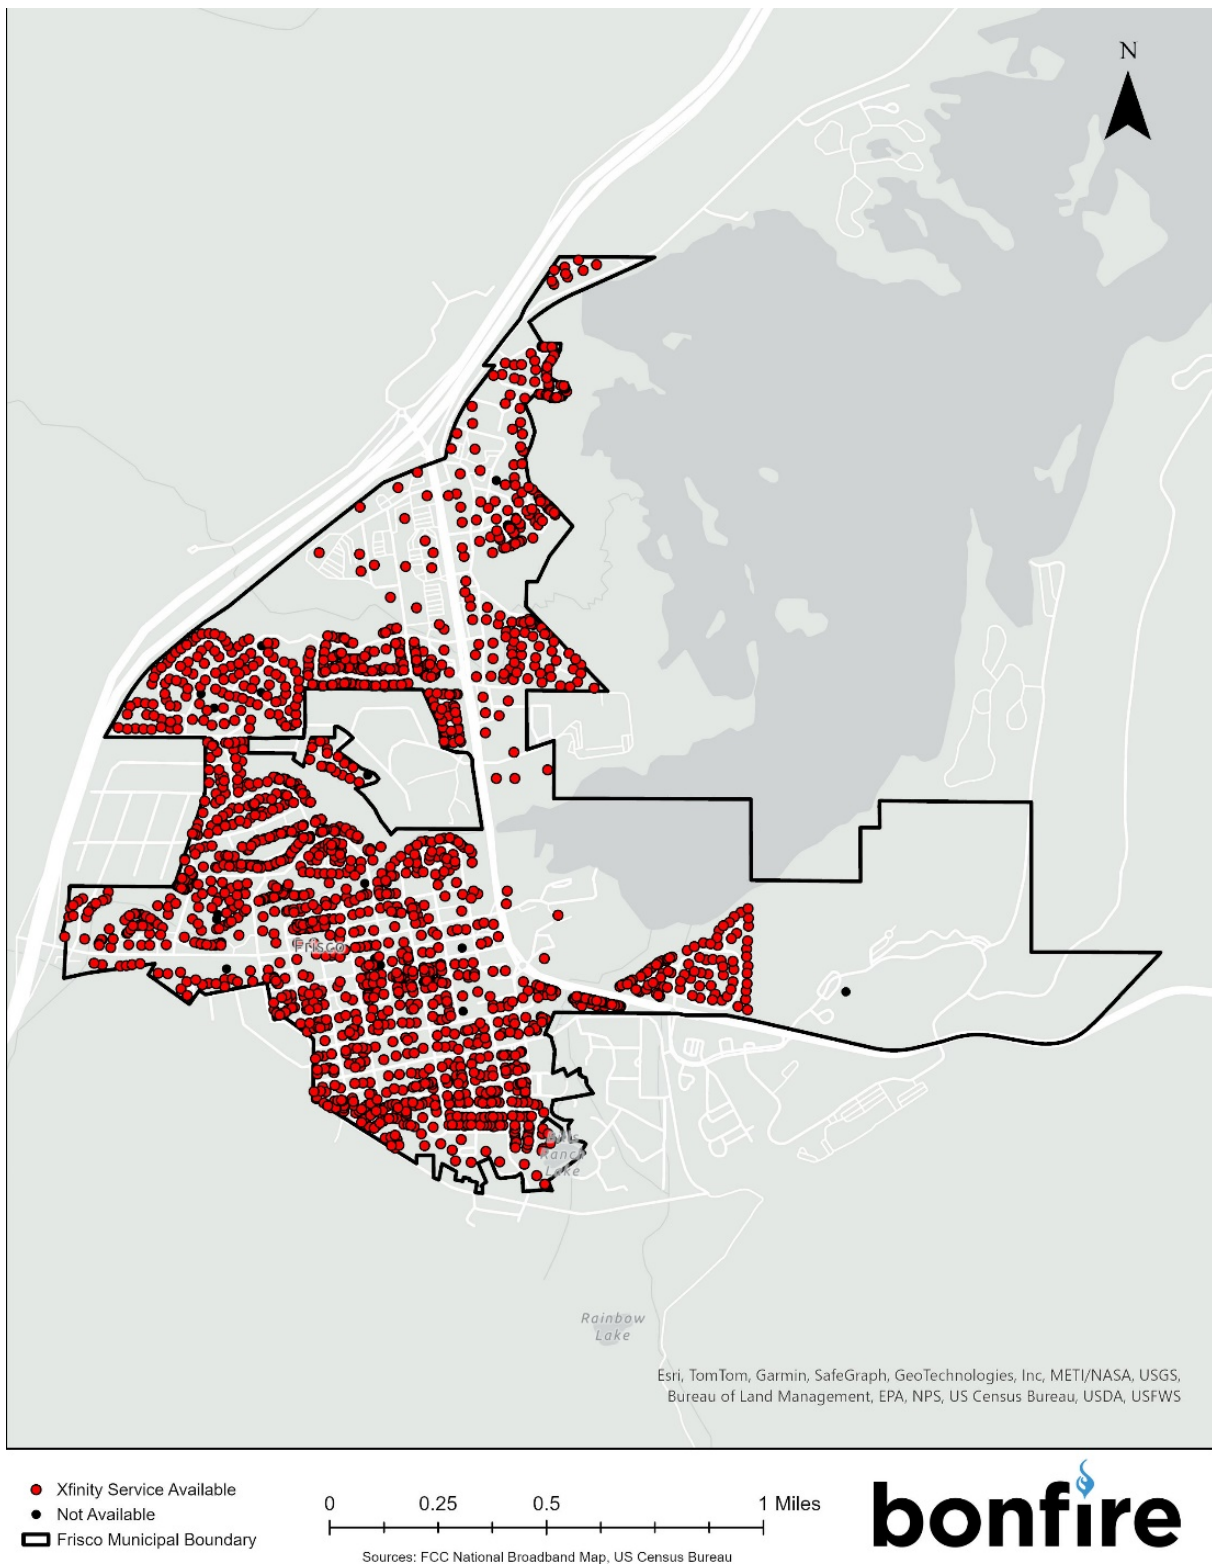 N
Frisco
Ranch
Lake
Rainbow
Lake
Esri, TomTom, Garmin, SafeGraph, GeoTechnologies, Inc, METI/NASA, USGS,
Bureau of Land Management, EPA, NPS, US Census Bureau, USDA, USFWS
Xfinity Service Available
Not Available
Frisco Municipal Boundary
0 0.25 0.5 1 Miles
Sources: FCC National Broadband Map, US Census Bureau
bonfire